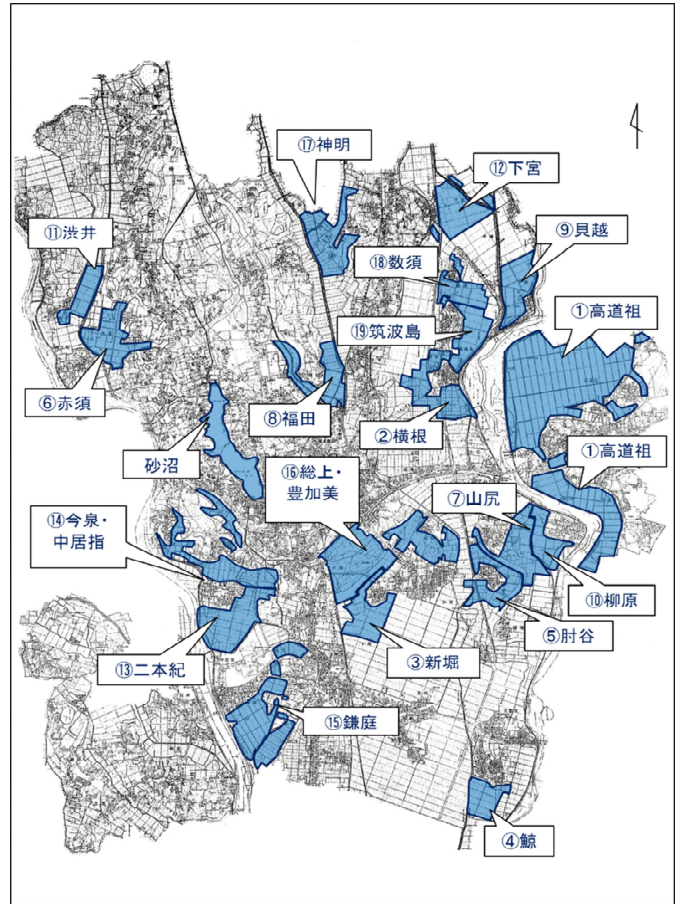 ⑰神明
⑫下宮
⑪渋井
⑨貝越
⑱数須
①高道祖
⑲筑波島
⑥赤須
⑧福田
②横根
砂沼
⑯総上・
豊加美
①高道祖
⑦山尻
⑭今泉・
中居指
⑩柳原
⑤肘谷
⑬二本紀
③新堀
⑮鎌庭
④鯨